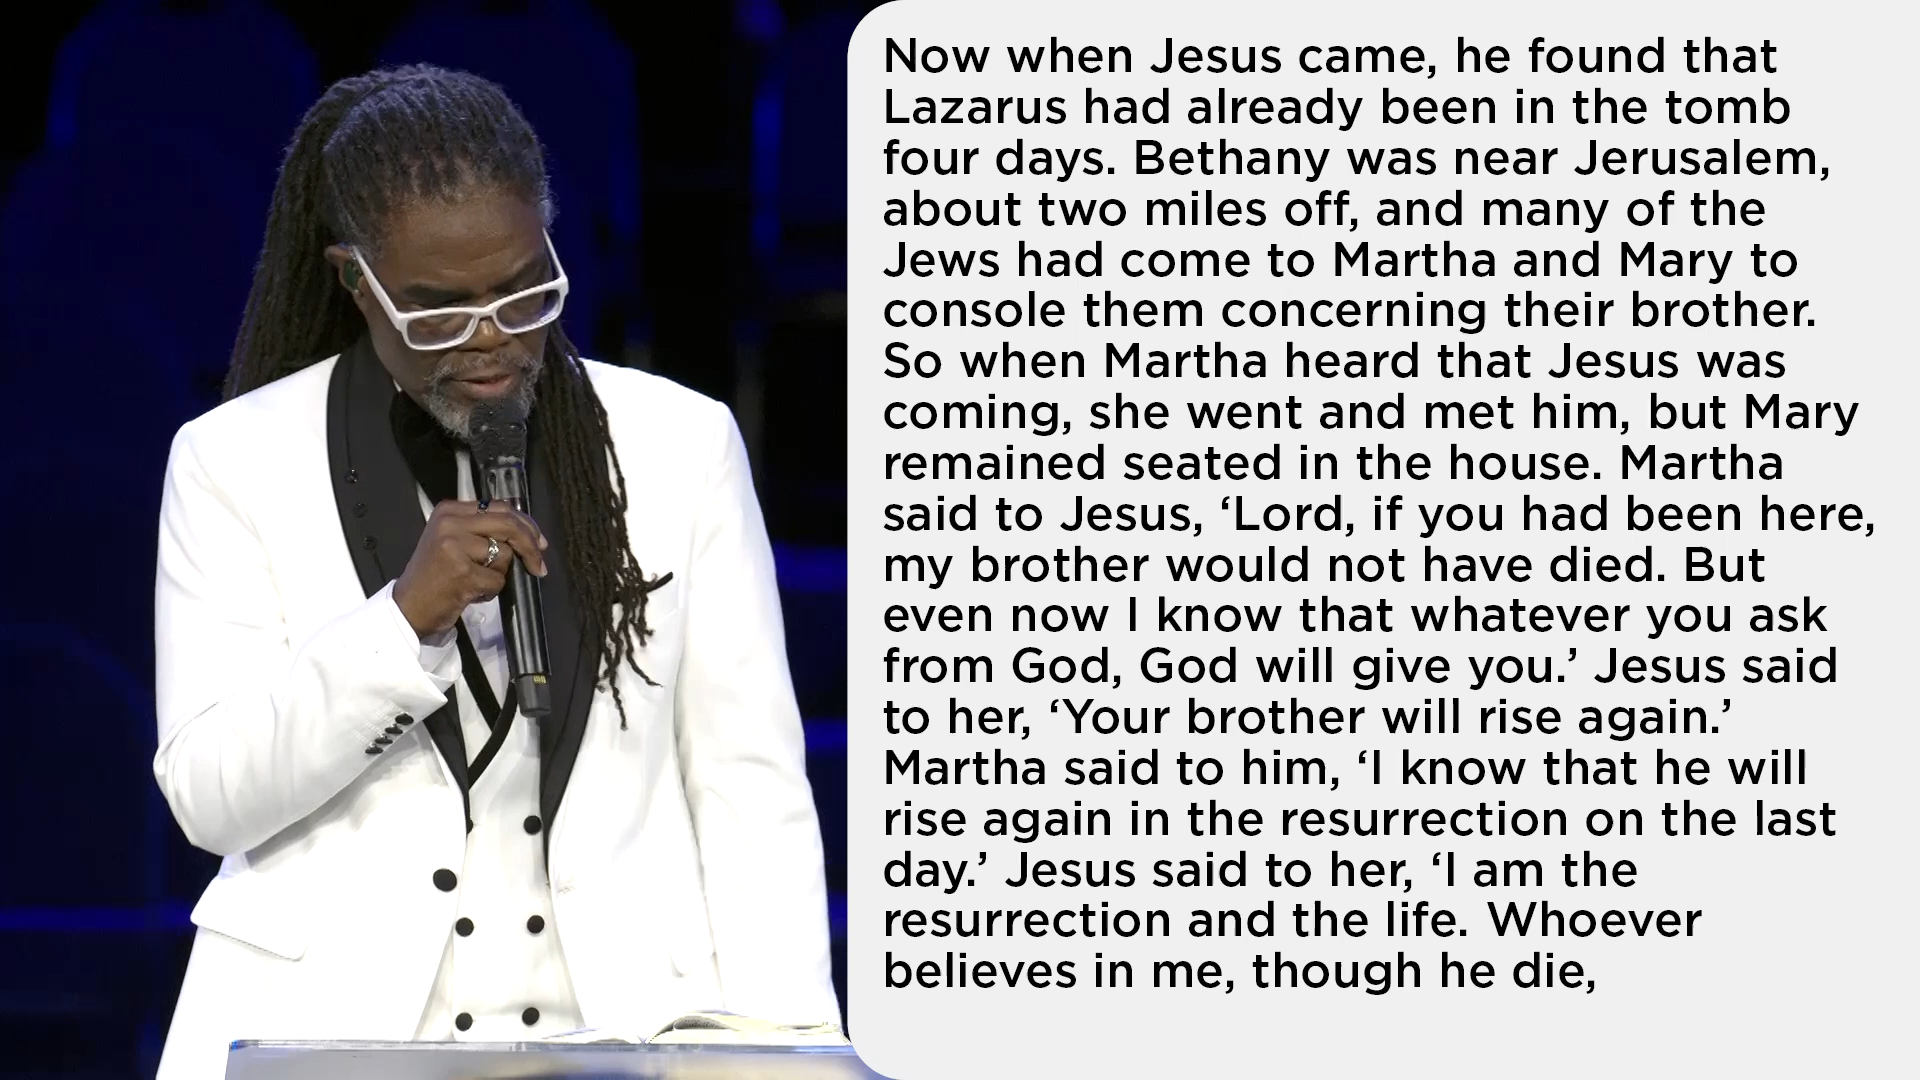 Now when Jesus came, he found that
Lazarus had already been in the tomb
four days. Bethany was near Jerusalem,
about two miles off, and many of the
Jews had come to Martha and Mary to
console them concerning their brother.
So when Martha heard that Jesus was
coming, she went and met him, but Mary
remained seated in the house. Martha
said to Jesus, ‘Lord, if you had been here,
my brother would not have died. But
even now I know that whatever you ask
from God, God will give you.’ Jesus said
to her, ‘Your brother will rise again.’
Martha said to him, ‘I know that he will
rise again in the resurrection on the last
day.’ Jesus said to her, ‘I am the
resurrection and the life. Whoever
believes in me, though he die,